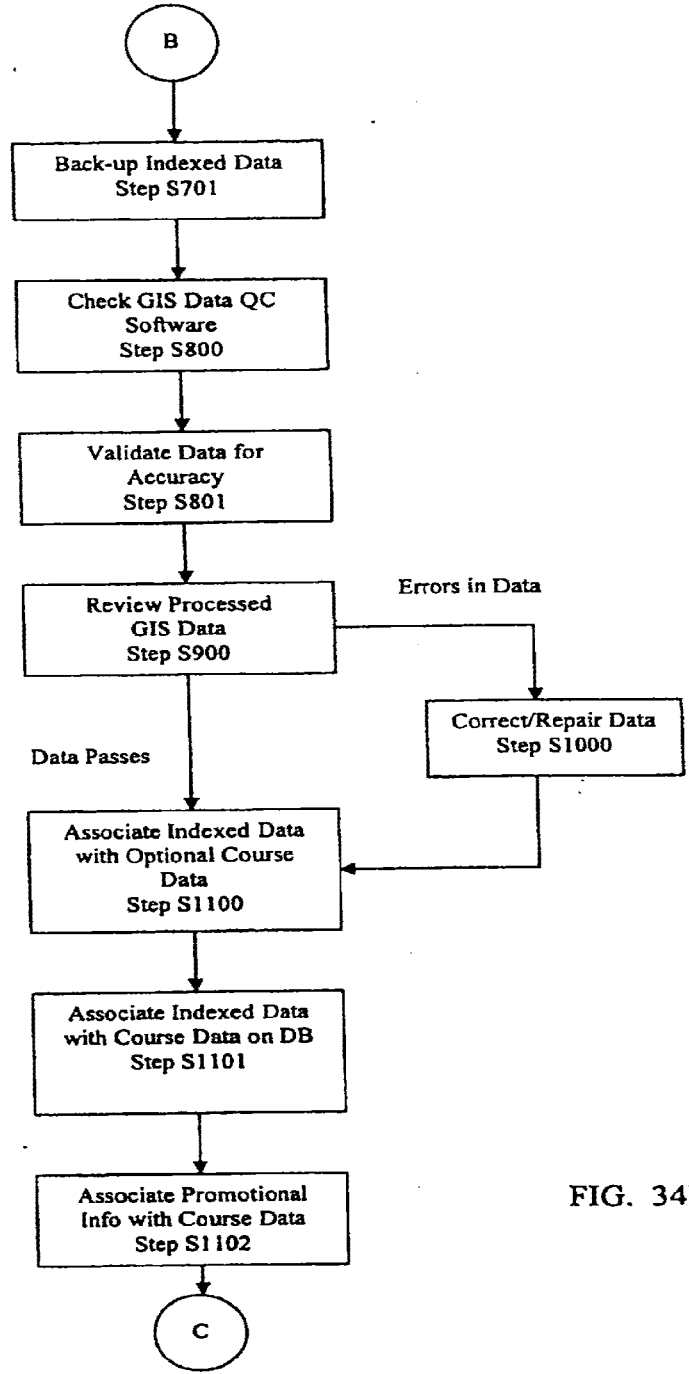 B
Back-up Indexed Data
Step S701
Check GIS Data QC
Software
Step S800
Validate Data for
Accuracy
Step S801
Review Processed
GIS Data
Step S900
Errors in Data
Correct/Repair Data
Step S1000
Data Passes
Associate Indexed Data
with Optional Course
Data
Step S1100
Associate Indexed Data
with Course Data on DB
Step S1101
Associate Promotional
Info with Course Data
Step S1102
FIG. 34
C